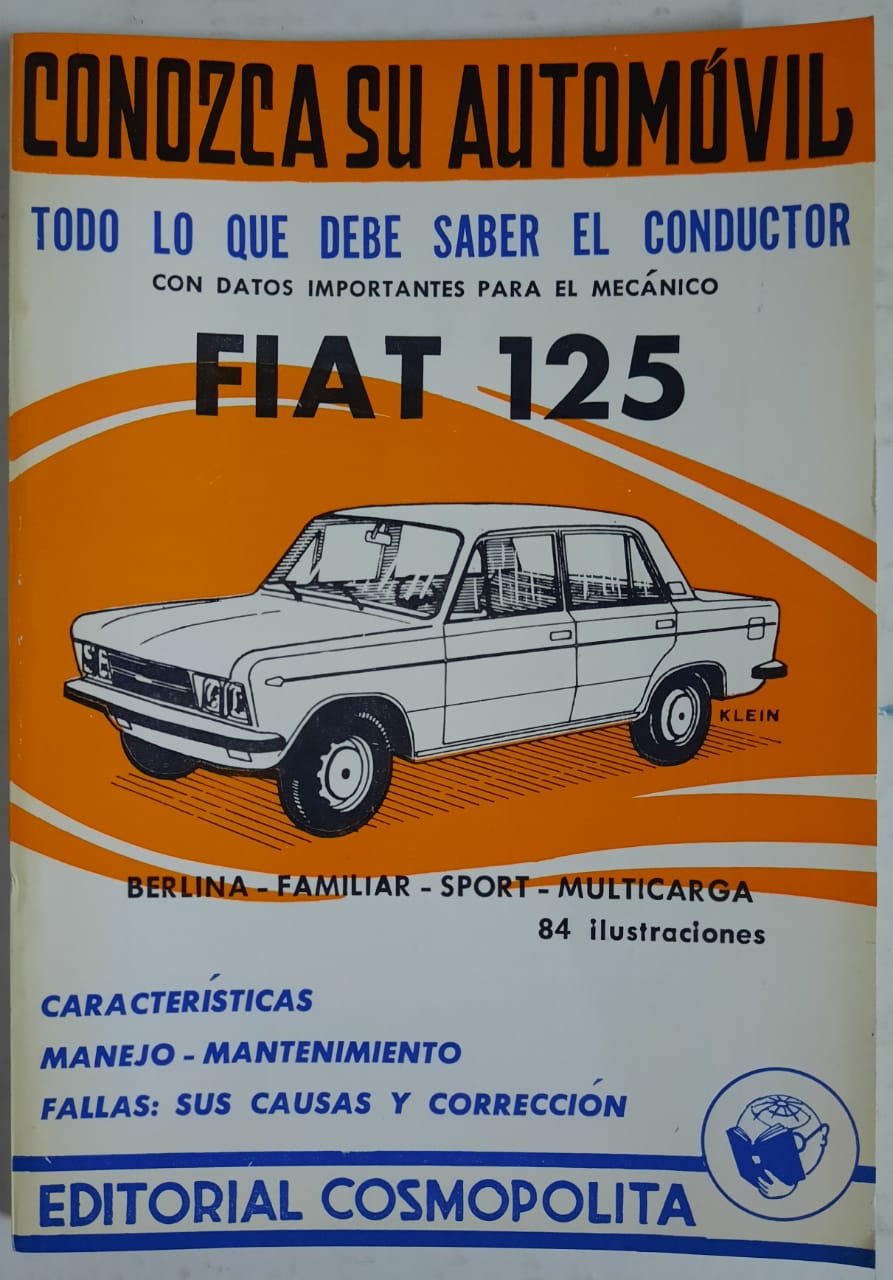 CONOZCA SU AUTOMÓVIL
TODO LO QUE DEBE SABER EL CONDUCTOR
CON DATOS IMPORTANTES PARA EL MECÁNICO
FIAT 125
KLEIN
BERLINA - FAMILIAR - SPORT - MULTICARGA
84 ilustraciones
CARACTERÍSTICAS
MANEJO - MANTENIMIENTO
FALLAS: SUS CAUSAS Y CORRECCIÓN
EDITORIAL COSMOPOLITA